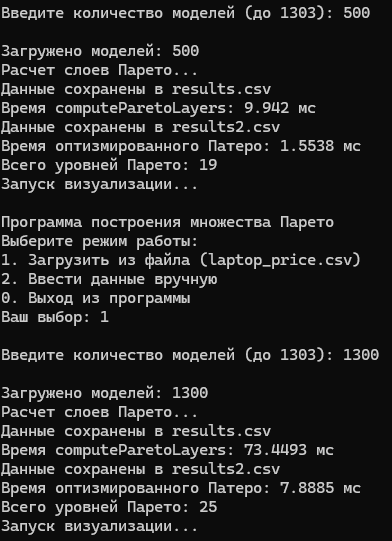 Введите количество моделей (до 1303): 500
Загружено моделей: 500
Расчет слоев Парето...
Данные сохранены в results.csv
Время computeParetoLayers: 9.942 мс
Данные сохранены в results2.csv
Время оптизмированного Патеро: 1.5538 мс
Всего уровней Парето: 19
Запуск визуализации...
Программа построения множества Парето
Выберите режим работы:
1. Загрузить из файла (laptop_price.csv)
2. Ввести данные вручную
0. Выход из программы
Ваш выбор: 1
Введите количество моделей (до 1303): 1300
Загружено моделей: 1300
Расчет слоев Парето...
Данные сохранены в results.csv
Время computeParetoLayers: 73.4493 мс
Данные сохранены в results2.csv
Время оптизмированного Патеро: 7.8885 мс
Всего уровней Парето: 25
Запуск визуализации...